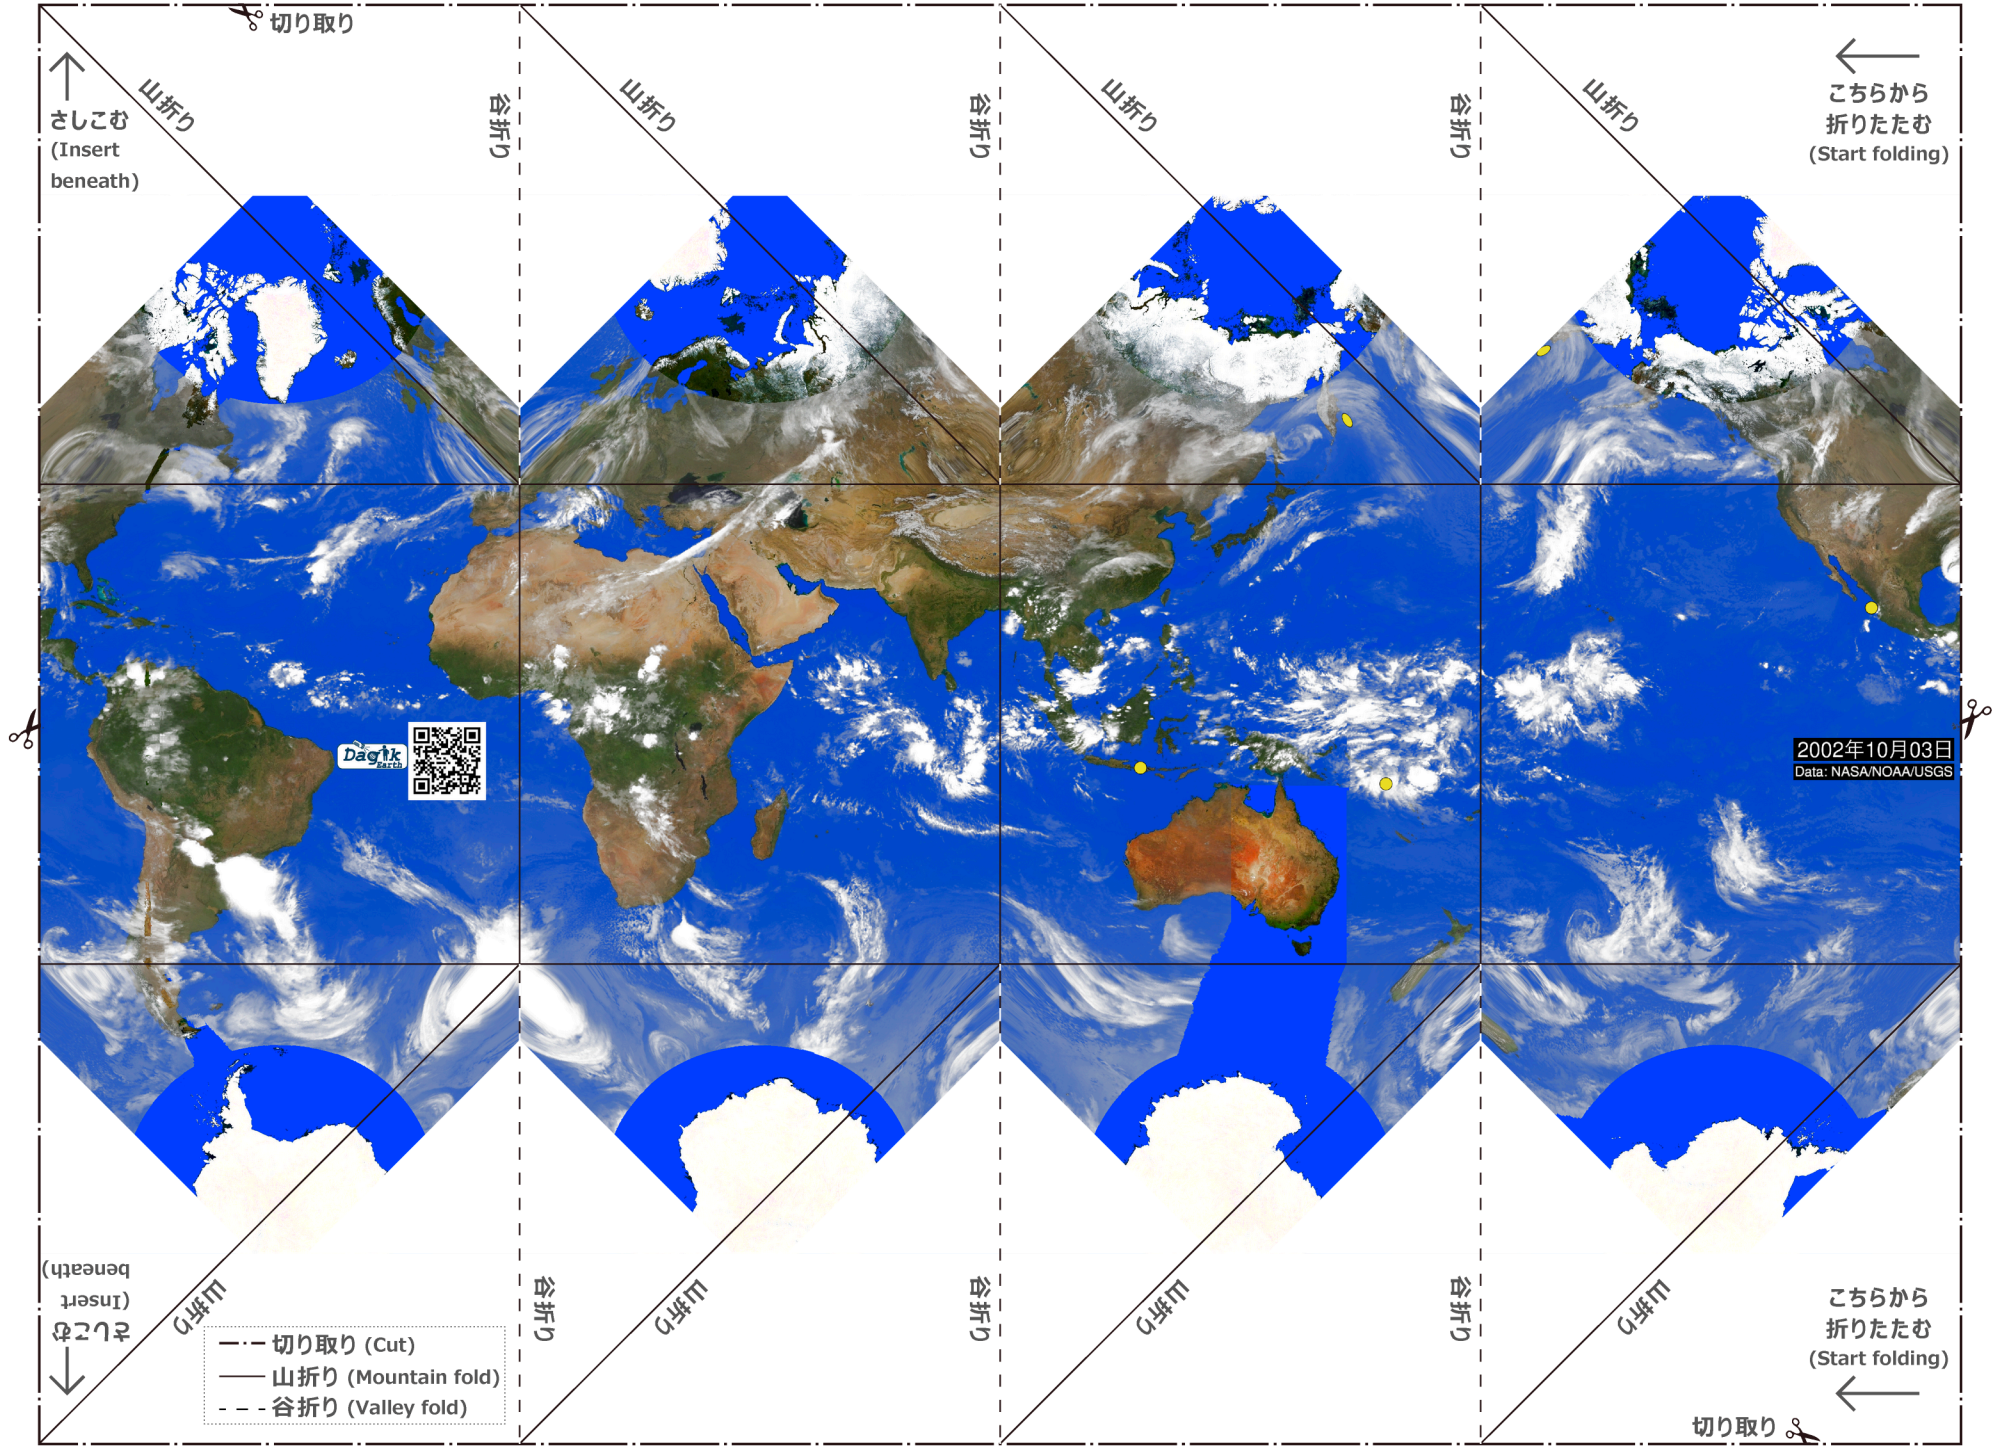 切り取り
さしこむ
(Insert
beneath)
山折り
谷折り
山折り
谷折り
山折り
谷折り
山折り
こちらから
折りたたむ
(Start folding)
Dagik
Earth
2002年10月03日
Data: NASA/NOAA/USGS
さしこむ
(Insert
beneath)
山折り
谷折り
山折り
谷折り
山折り
谷折り
山折り
こちらから
折りたたむ
(Start folding)
切り取り (Cut)
山折り (Mountain fold)
谷折り (Valley fold)
切り取り